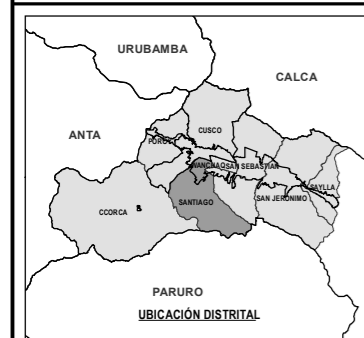 URUBAMBA
CALCA
ANTA
CUSCO
POROY
WANCHAQ SAN SEBASTIAN
SAYLLA
SANTIAGO
SAN JERONIMO
CCORCA
PARURO
UBICACIÓN DISTRITAL